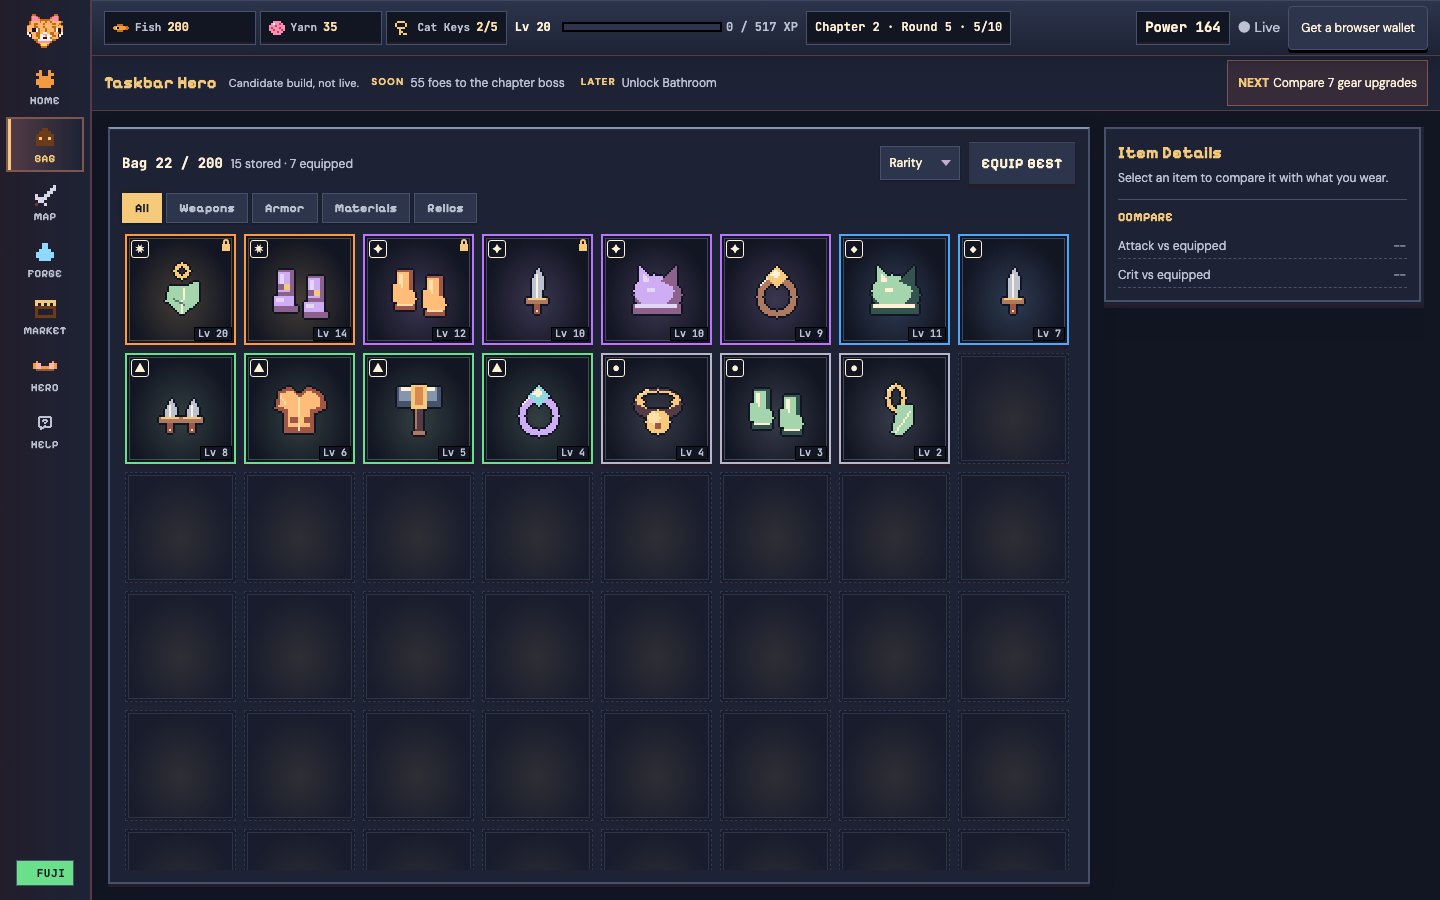 Fish 200
Yarn 35
Cat Keys 2/5
Lv 20
0 / 517 XP
Chapter 2 · Round 5 · 5/10
Power 164
Live
Get a browser wallet
Taskbar Hero
Candidate build, not live.
SOON 55 foes to the chapter boss
LATER Unlock Bathroom
NEXT Compare 7 gear upgrades
HOME
BAG
MAP
FORGE
MARKET
HERO
HELP
FUJI
Bag 22 / 200 15 stored · 7 equipped
Rarity
EQUIP BEST
All
Weapons
Armor
Materials
Relics
Lv 20
Lv 14
Lv 12
Lv 10
Lv 10
Lv 9
Lv 11
Lv 7
Lv 8
Lv 6
Lv 5
Lv 4
Lv 4
Lv 3
Lv 2
Item Details
Select an item to compare it with what you wear.
COMPARE
Attack vs equipped --
Crit vs equipped --